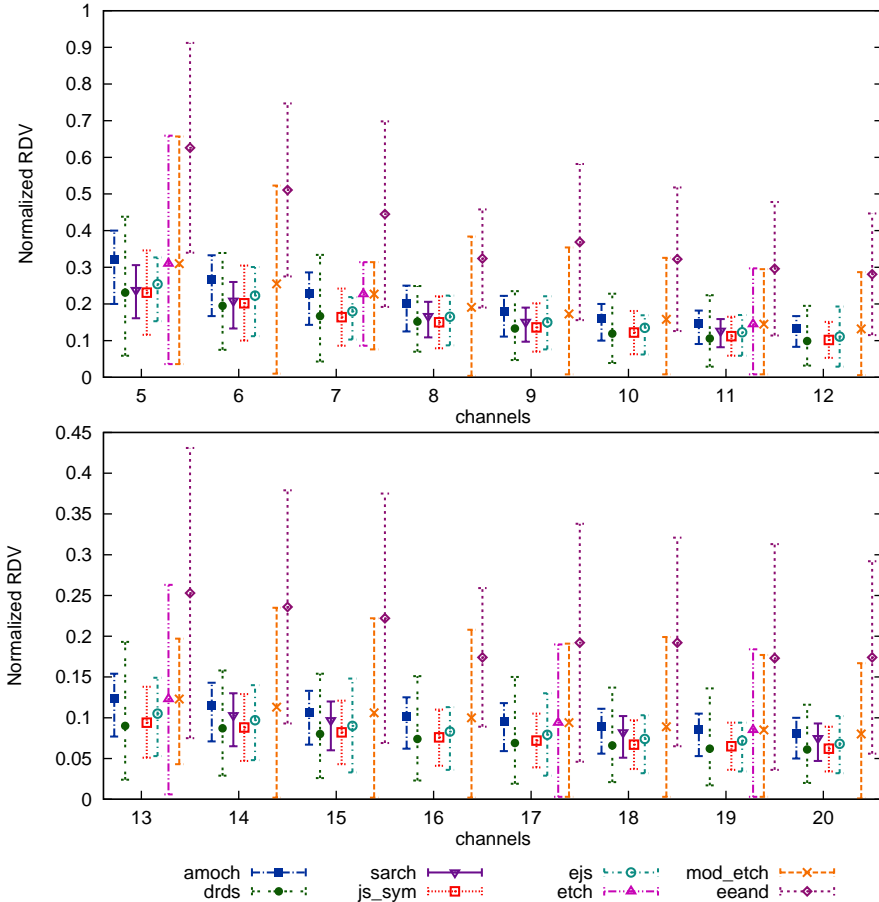 1
0.9
0.8
0.7
0.6
0.5
0.4
0.3
0.2
0.1
0
Normalized RDV
5 6 7 8 9 10 11 12
channels
0.45
0.4
0.35
0.3
0.25
0.2
0.15
0.1
0.05
0
Normalized RDV
13 14 15 16 17 18 19 20
channels
amoch sarch ejs mod_etch
drds js_sym etch eeand